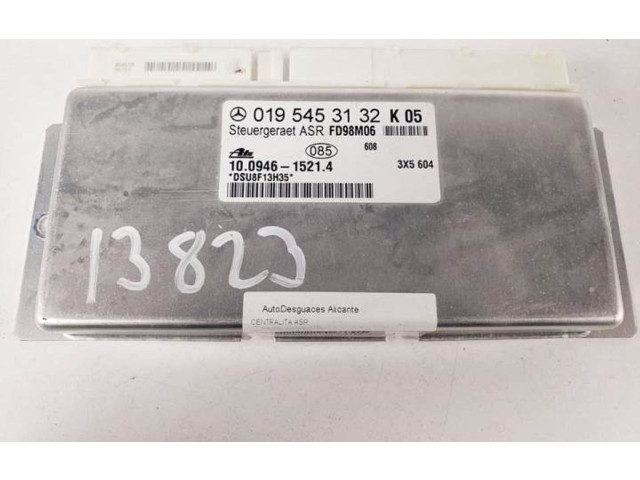 019 545 31 32 K 05
Steuergeraet ASR FD98M06
Ate 085 608
10.0946-1521.4 3X5 604
*DSU8F13H35*
13823
AutoDesguaces Alicante
CENTRALITA ASR